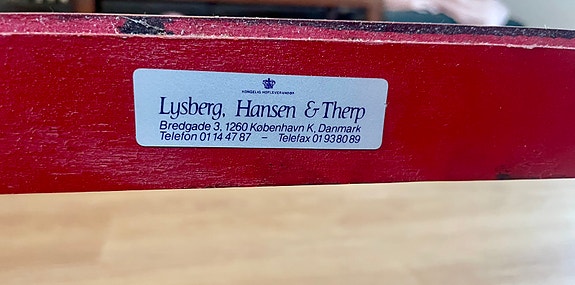 KONGELIG HOFLEVERANDØR
Lysberg, Hansen & Therp
Bredgade 3, 1260 København K, Danmark
Telefon 01 14 47 87 – Telefax 01 93 80 89